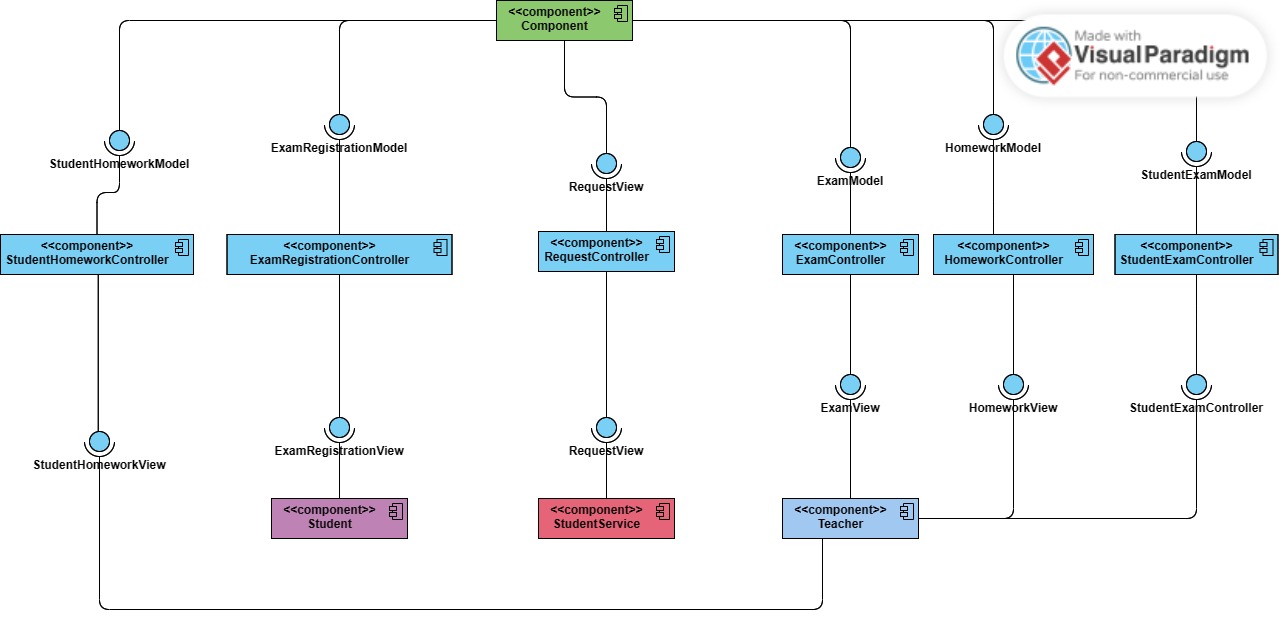 <<component>>
Component
Made with
Visual Paradigm
For non-commercial use
StudentHomeworkModel
ExamRegistrationModel
RequestView
ExamModel
HomeworkModel
StudentExamModel
<<component>>
StudentHomeworkController
<<component>>
ExamRegistrationController
<<component>>
RequestController
<<component>>
ExamController
<<component>>
HomeworkController
<<component>>
StudentExamController
StudentHomeworkView
ExamRegistrationView
RequestView
ExamView
HomeworkView
StudentExamController
<<component>>
Student
<<component>>
StudentService
<<component>>
Teacher